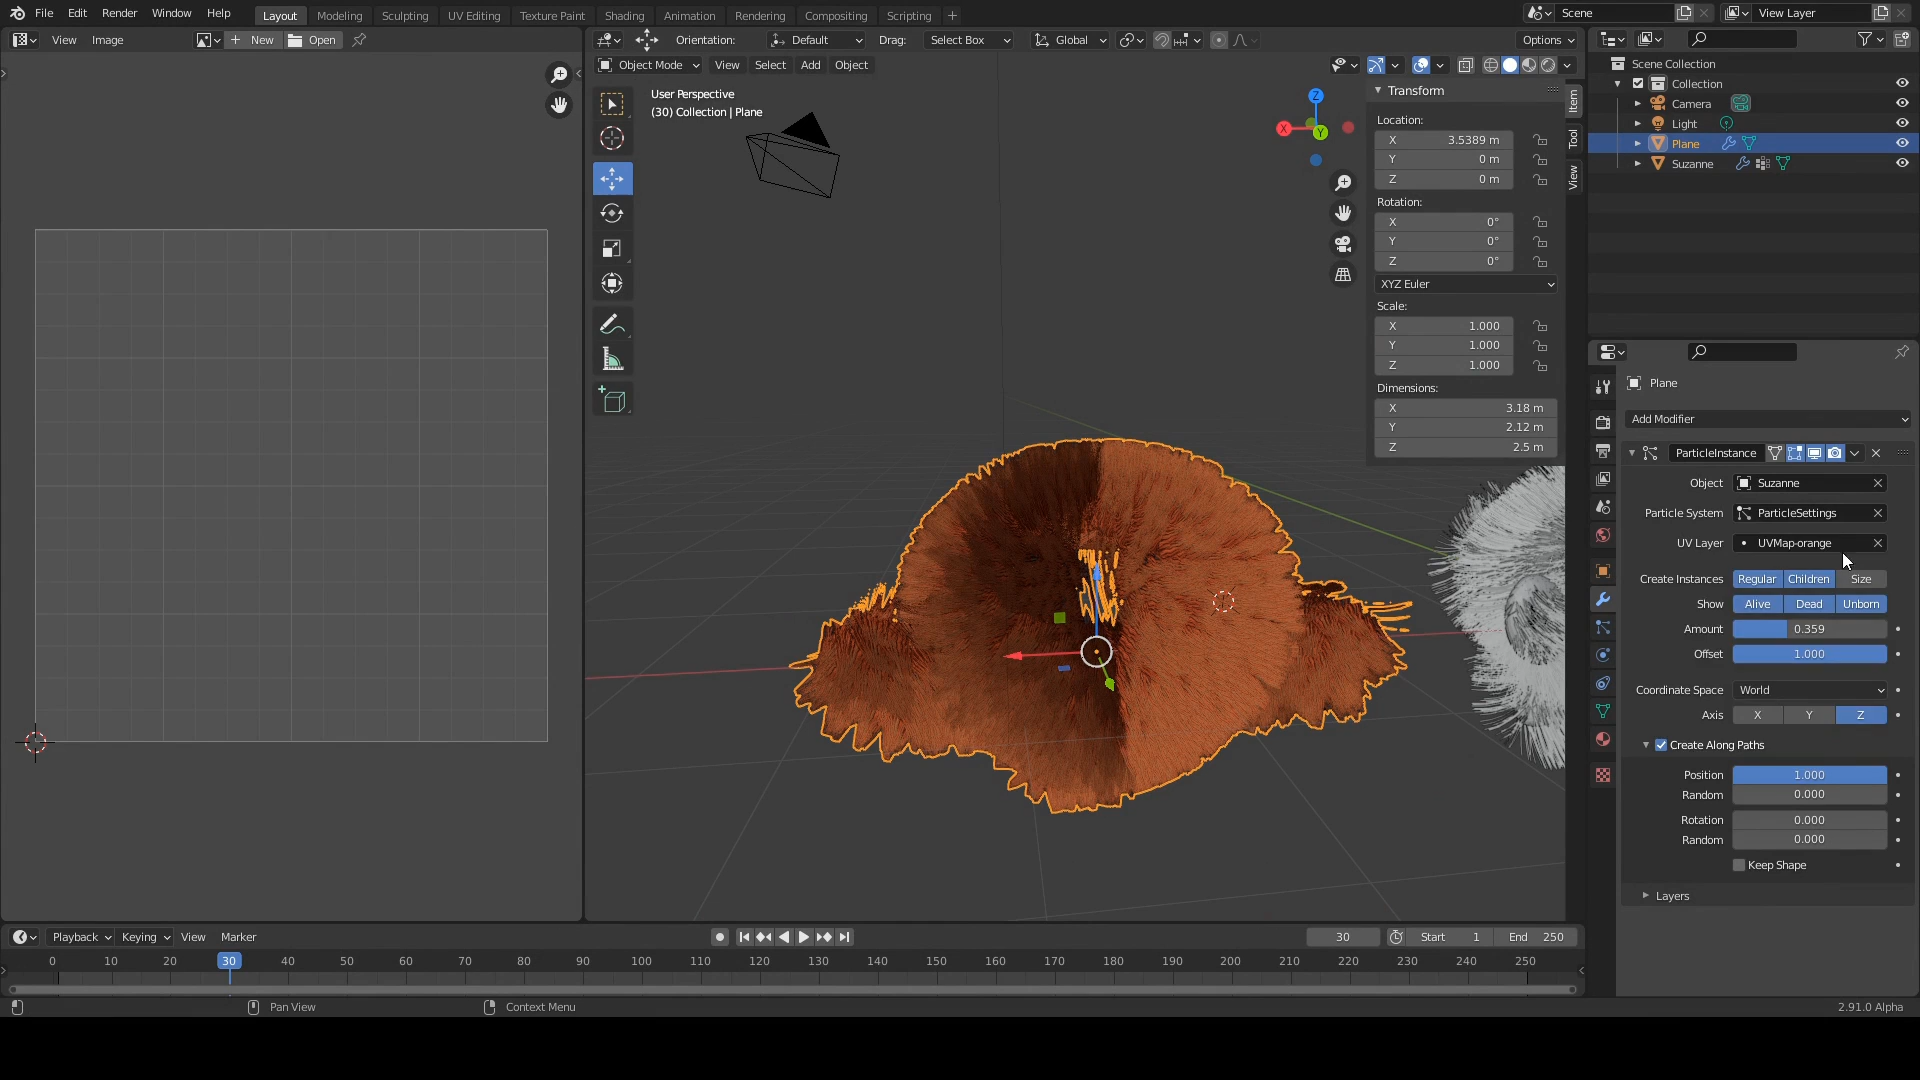 File Edit Render Window Help Layout Modeling Sculpting UV Editing Texture Paint Shading Animation Rendering Compositing Scripting + Scene View Layer
View Image + New Open
Orientation: Default Drag: Select Box Global Options
Object Mode View Select Add Object
User Perspective
(30) Collection | Plane
Z
X
Y
Transform
Location:
X 3.5389 m
Y 0 m
Z 0 m
Rotation:
X 0°
Y 0°
Z 0°
XYZ Euler
Scale:
X 1.000
Y 1.000
Z 1.000
Dimensions:
X 3.18 m
Y 2.12 m
Z 2.5 m
Item
Tool
View
Scene Collection
Collection
Camera
Light
Plane
Suzanne
Plane
Add Modifier
ParticleInstance
Object Suzanne
Particle System ParticleSettings
UV Layer UVMap-orange
Create Instances Regular Children Size
Show Alive Dead Unborn
Amount 0.359
Offset 1.000
Coordinate Space World
Axis X Y Z
Create Along Paths
Position 1.000
Random 0.000
Rotation 0.000
Random 0.000
Keep Shape
Layers
Playback Keying View Marker 30 Start 1 End 250
0 10 20 30 40 50 60 70 80 90 100 110 120 130 140 150 160 170 180 190 200 210 220 230 240 250
Pan View Context Menu 2.91.0 Alpha